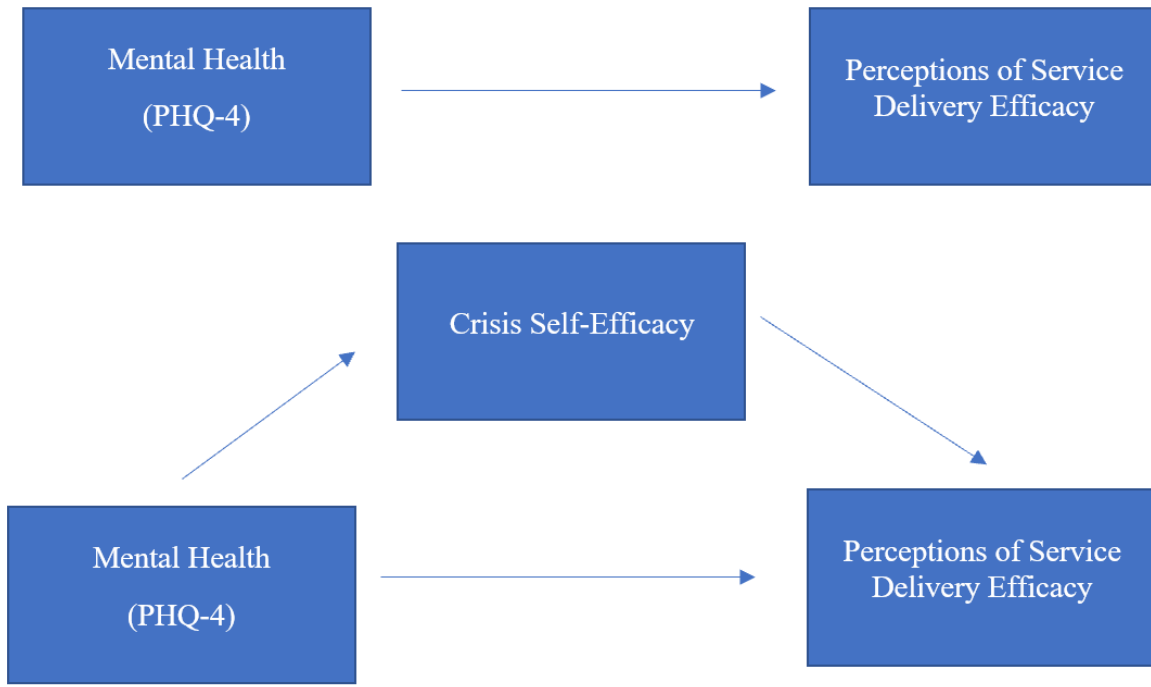 Mental Health
(PHQ-4)
Perceptions of Service
Delivery Efficacy
Crisis Self-Efficacy
Mental Health
(PHQ-4)
Perceptions of Service
Delivery Efficacy